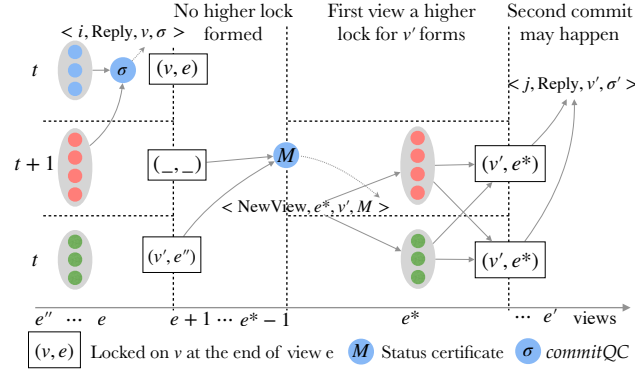 No higher lock formed
First view a higher lock for v′ forms
Second commit may happen
< i, Reply, v, σ >
t
σ
(v, e)
< j, Reply, v′, σ′ >
t + 1
(_, _)
M
(v′, e*)
< NewView, e*, v′, M >
t
(v′, e″)
(v′, e*)
e″ ⋯ e
e + 1 ⋯ e* − 1
e*
⋯ e′
views
(v, e) Locked on v at the end of view e
M Status certificate
σ commitQC